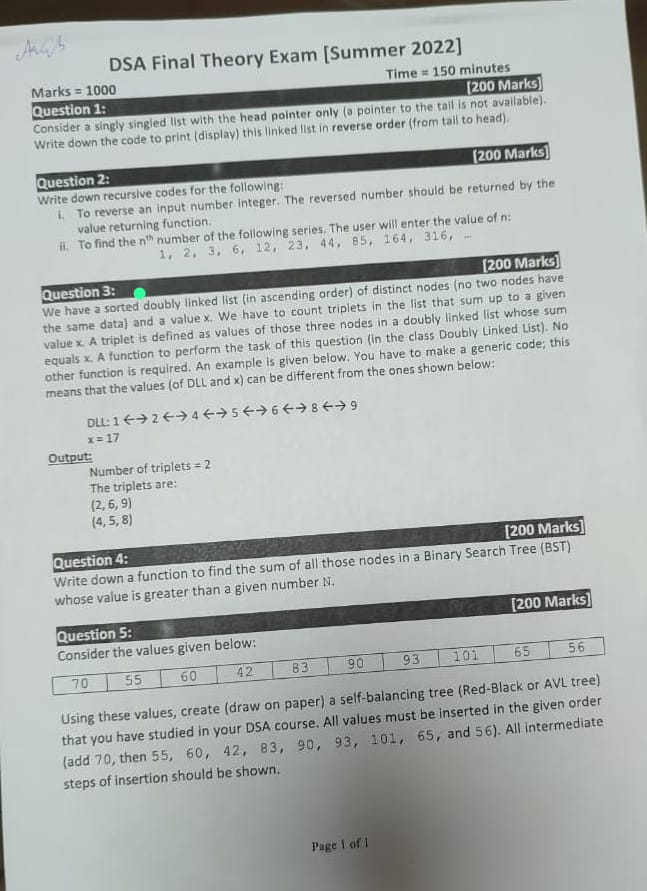 DSA Final Theory Exam [Summer 2022]
Marks = 1000 Time = 150 minutes
Question 1: [200 Marks]
Consider a singly singled list with the head pointer only (a pointer to the tail is not available).
Write down the code to print (display) this linked list in reverse order (from tail to head).
Question 2: [200 Marks]
Write down recursive codes for the following:
i. To reverse an input number integer. The reversed number should be returned by the
value returning function.
ii. To find the nth number of the following series. The user will enter the value of n:
1, 2, 3, 6, 12, 23, 44, 85, 164, 316, …
Question 3: [200 Marks]
We have a sorted doubly linked list (in ascending order) of distinct nodes (no two nodes have
the same data) and a value x. We have to count triplets in the list that sum up to a given
value x. A triplet is defined as values of those three nodes in a doubly linked list whose sum
equals x. A function to perform the task of this question (in the class Doubly Linked List). No
other function is required. An example is given below. You have to make a generic code; this
means that the values (of DLL and x) can be different from the ones shown below:
DLL: 1 ←→ 2 ←→ 4 ←→ 5 ←→ 6 ←→ 8 ←→ 9
x = 17
Output:
Number of triplets = 2
The triplets are:
(2, 6, 9)
(4, 5, 8)
Question 4: [200 Marks]
Write down a function to find the sum of all those nodes in a Binary Search Tree (BST)
whose value is greater than a given number N.
Question 5: [200 Marks]
Consider the values given below:
70 55 60 42 83 90 93 101 65 56
Using these values, create (draw on paper) a self-balancing tree (Red-Black or AVL tree)
that you have studied in your DSA course. All values must be inserted in the given order
(add 70, then 55, 60, 42, 83, 90, 93, 101, 65, and 56). All intermediate
steps of insertion should be shown.
Page 1 of 1